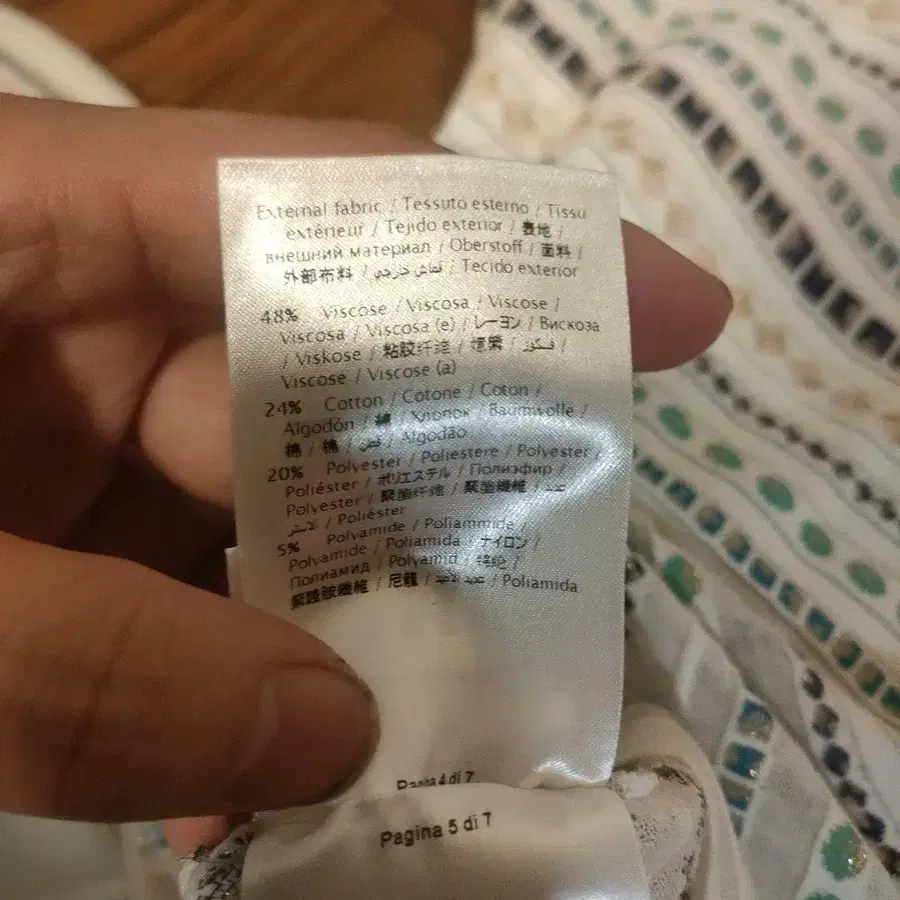 External fabric / Tessuto esterno / Tissu
extérieur / Tejido exterior / 表地 /
внешний материал / Oberstoff / 面料 /
外部布料 / قماش خارجي / Tecido exterior
48% Viscose / Viscosa / Viscose /
Viscosa / Viscosa (e) / レーヨン / Вискоза
/ Viskose / 粘胶纤维 / فسكوز /
Viscose / Viscose (a)
24% Cotton / Cotone / Coton /
Algodón / 綿 / Хлопок / Baumwolle /
棉 / 棉 / قطن / Algodão
20% Polyester / Poliestere / Polyester /
Poliéster / ポリエステル / Полиэфир /
Polyester / 聚酯纤维 / 聚酯纖維 /
/ Poliéster
5% Polyamide / Poliammide /
Polyamide / Poliamida / ナイロン /
Полиамид / Polyamid / 锦纶 /
聚醯胺纖維 / 尼龍 / / Poliamida
Pagina 4 di 7
Pagina 5 di 7